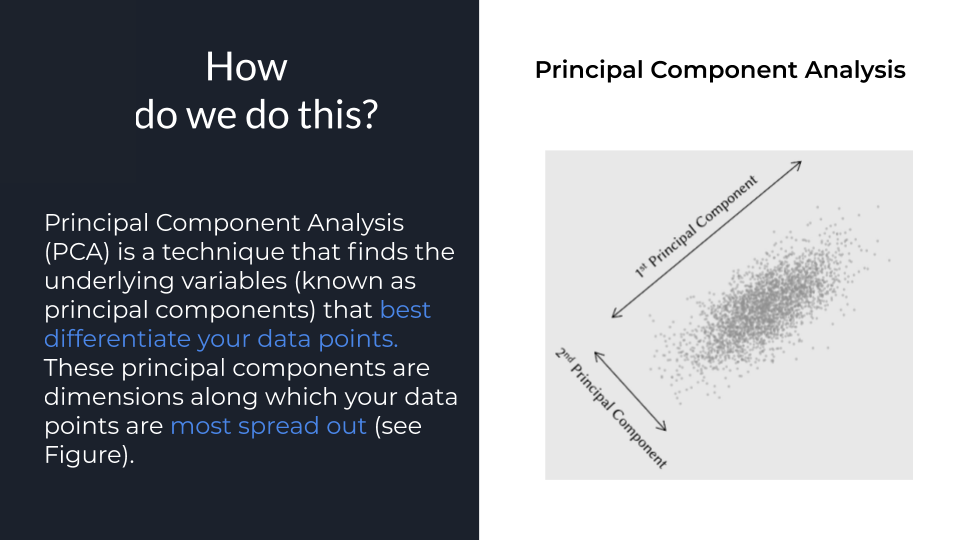 How
do we do this?
Principal Component Analysis
(PCA) is a technique that finds the
underlying variables (known as
principal components) that best
differentiate your data points.
These principal components are
dimensions along which your data
points are most spread out (see
Figure).
Principal Component Analysis
1st Principal Component
2nd Principal Component